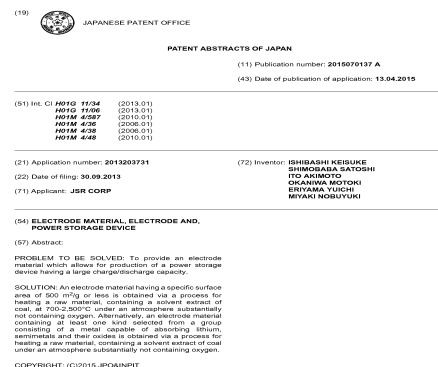 (19)
JAPANESE PATENT OFFICE
PATENT ABSTRACTS OF JAPAN
(11) Publication number: 2015070137 A
(43) Date of publication of application: 13.04.2015
(51) Int. Cl H01G 11/34 (2013.01)
H01G 11/06 (2013.01)
H01M 4/587 (2010.01)
H01M 4/36 (2006.01)
H01M 4/38 (2006.01)
H01M 4/48 (2010.01)
(21) Application number: 2013203731
(22) Date of filing: 30.09.2013
(71) Applicant: JSR CORP
(72) Inventor: ISHIBASHI KEISUKE
SHIMOBABA SATOSHI
ITO AKIMOTO
OKANIWA MOTOKI
ERIYAMA YUICHI
MIYAKI NOBUYUKI
(54) ELECTRODE MATERIAL, ELECTRODE AND,
POWER STORAGE DEVICE
(57) Abstract:
PROBLEM TO BE SOLVED: To provide an electrode
material which allows for production of a power storage
device having a large charge/discharge capacity.
SOLUTION: An electrode material having a specific surface
area of 500 m²/g or less is obtained via a process for
heating a raw material, containing a solvent extract of
coal, at 700-2,500°C under an atmosphere substantially
not containing oxygen. Alternatively, an electrode material
containing at least one kind selected from a group
consisting of a metal capable of absorbing lithium,
semimetals and their oxides is obtained via a process for
heating a raw material, containing a solvent extract of coal
under an atmosphere substantially not containing oxygen.
COPYRIGHT: (C)2015,JPO&INPIT